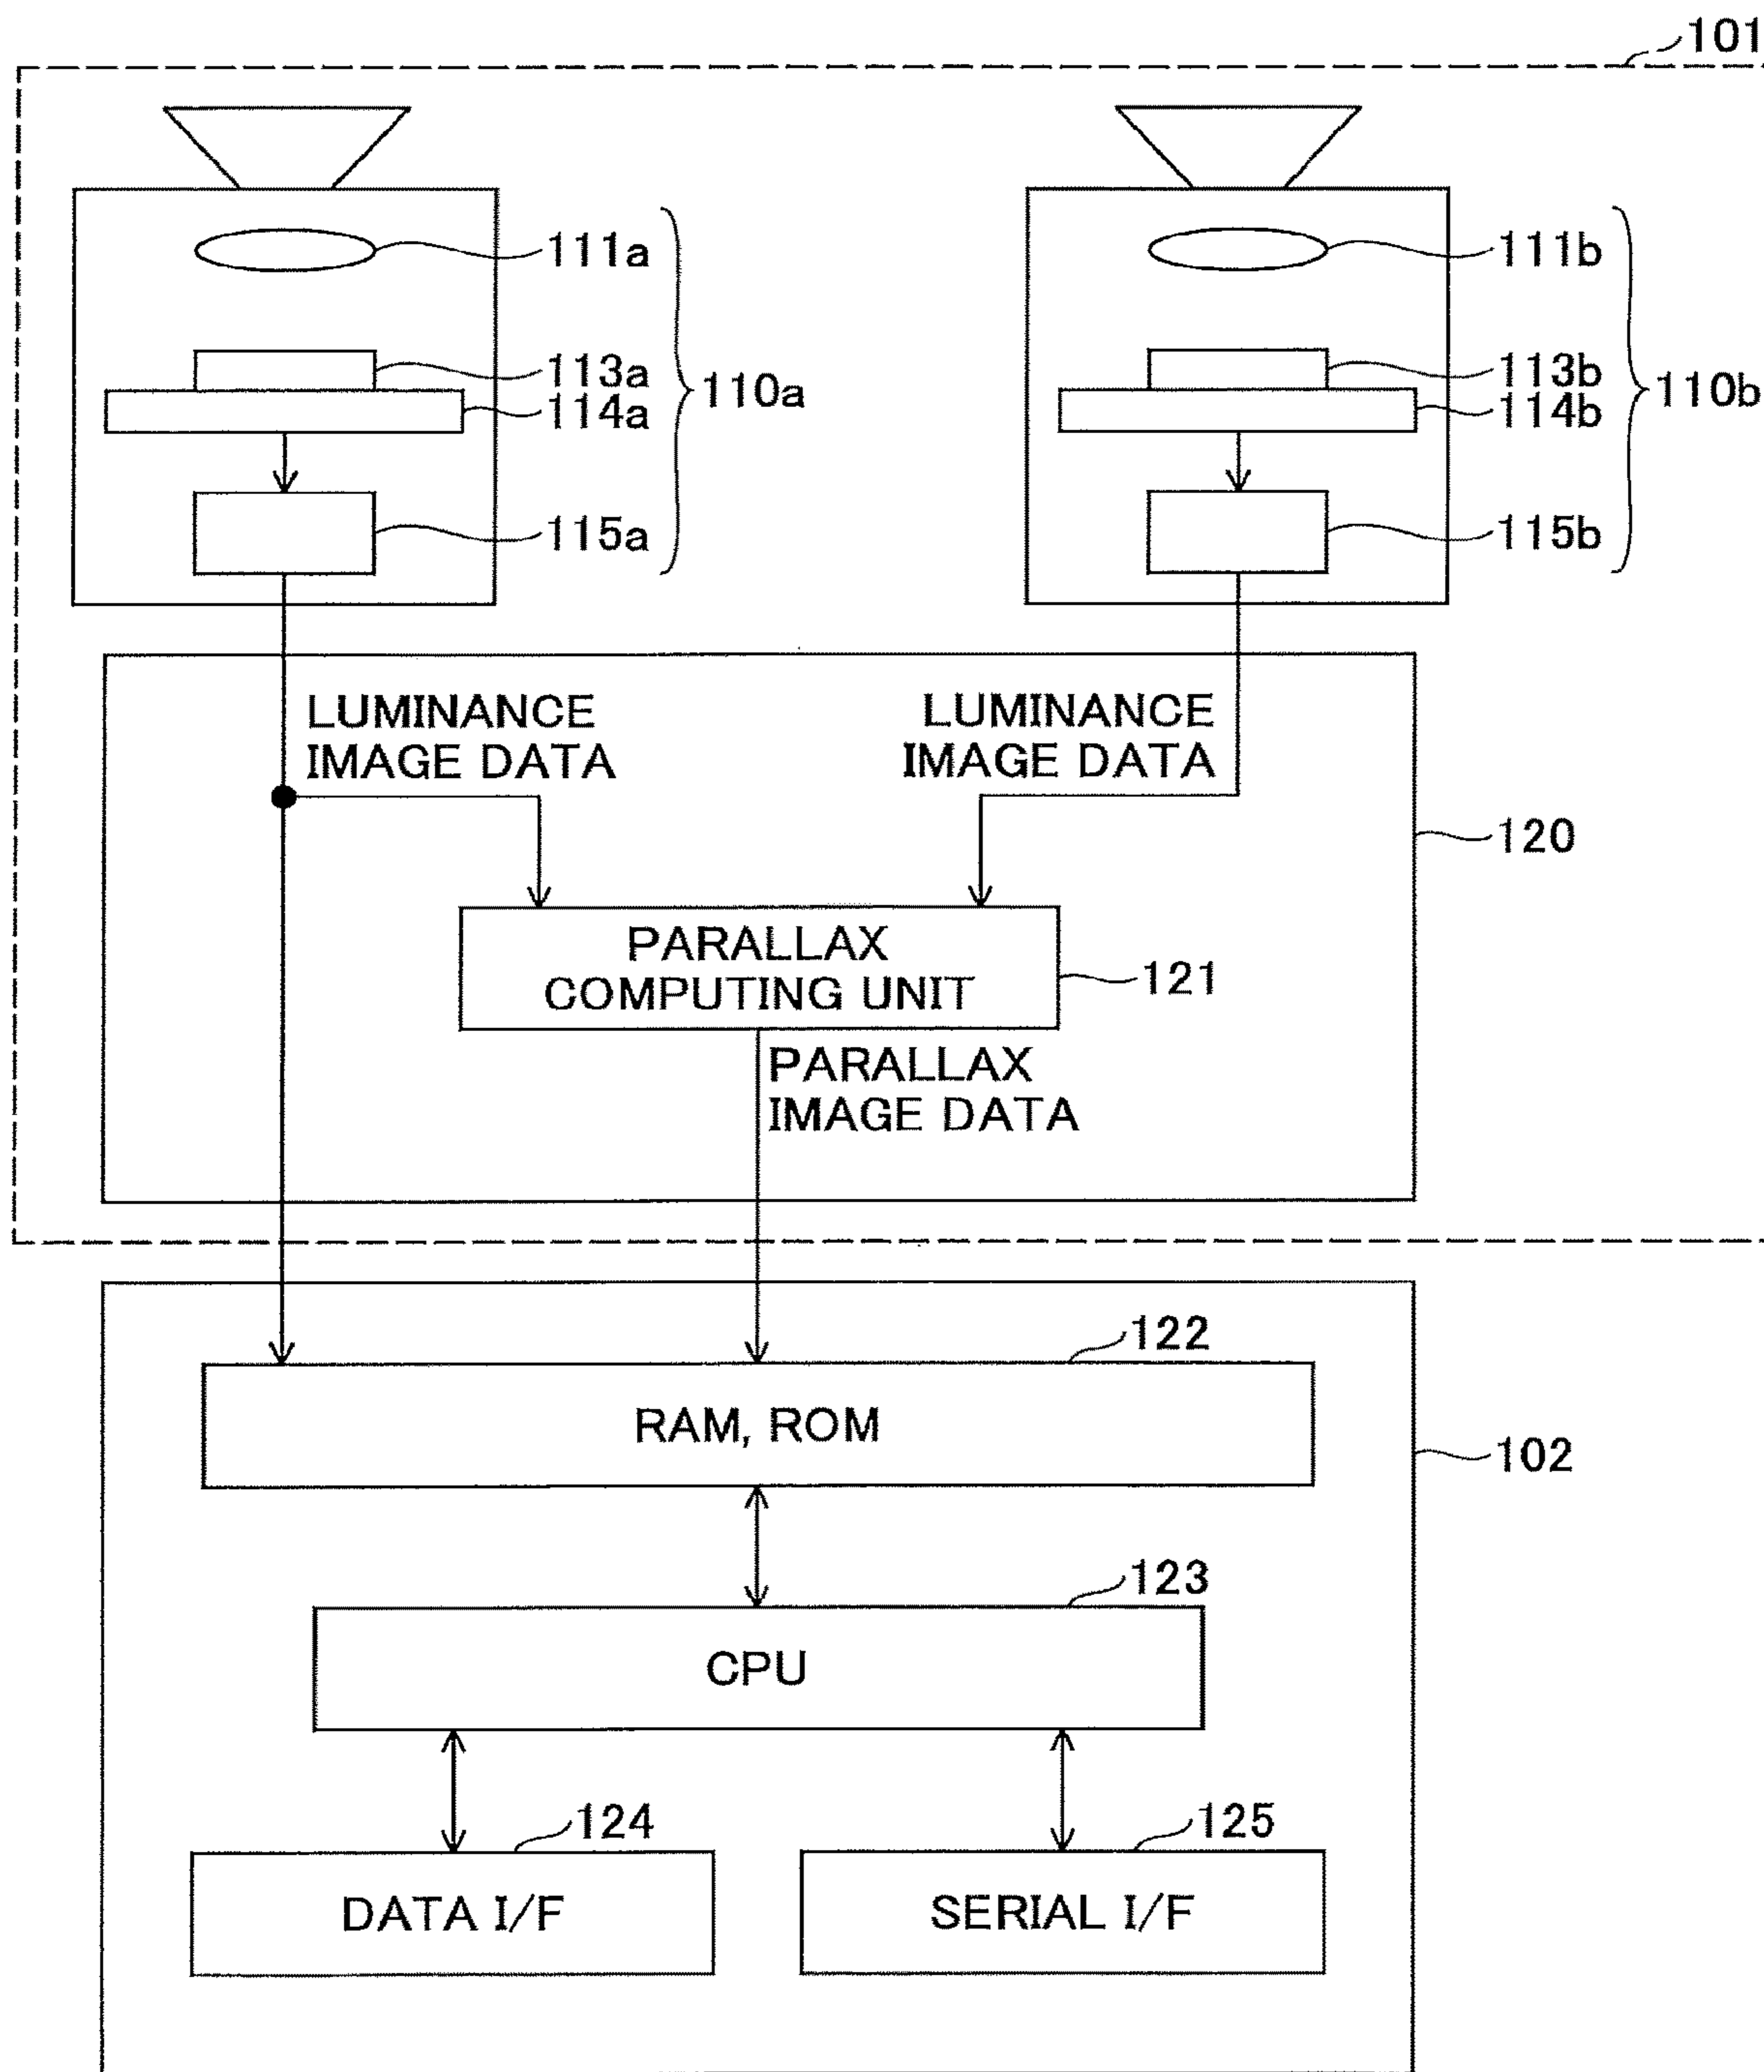 101
111a
113a
114a
110a
115a
111b
113b
114b
110b
115b
LUMINANCE
IMAGE DATA
LUMINANCE
IMAGE DATA
120
PARALLAX
COMPUTING UNIT
121
PARALLAX
IMAGE DATA
122
RAM, ROM
102
123
CPU
124
125
DATA I/F
SERIAL I/F